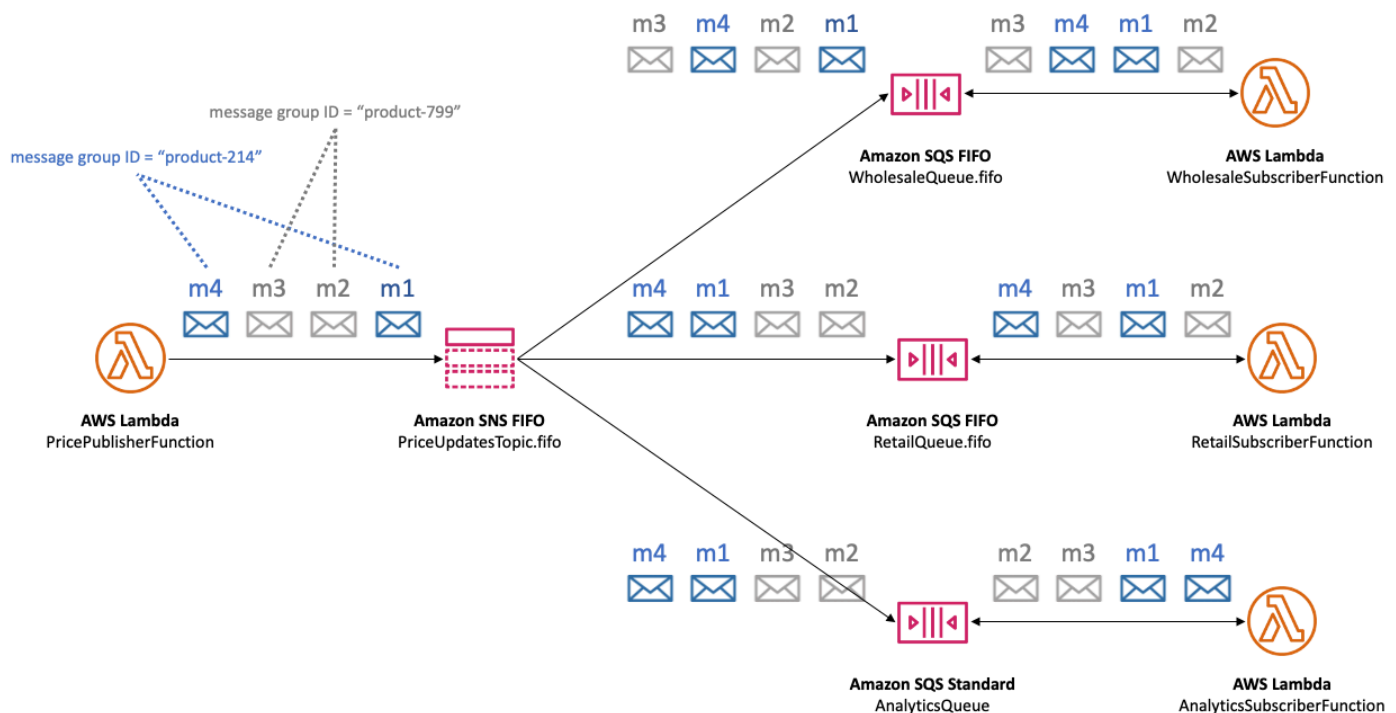 m3 m4 m2 m1
m3 m4 m1 m2
message group ID = “product-799”
message group ID = “product-214”
Amazon SQS FIFO
WholesaleQueue.fifo
AWS Lambda
WholesaleSubscriberFunction
m4 m3 m2 m1
m4 m1 m3 m2
m4 m3 m1 m2
AWS Lambda
PricePublisherFunction
Amazon SNS FIFO
PriceUpdatesTopic.fifo
Amazon SQS FIFO
RetailQueue.fifo
AWS Lambda
RetailSubscriberFunction
m4 m1 m3 m2
m2 m3 m1 m4
Amazon SQS Standard
AnalyticsQueue
AWS Lambda
AnalyticsSubscriberFunction